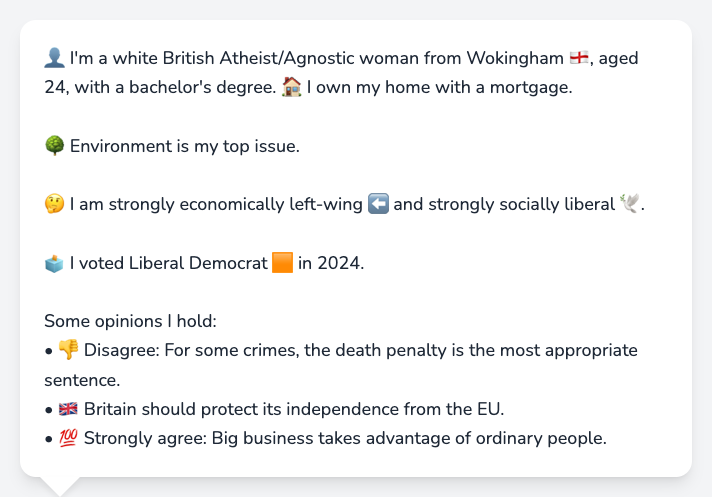 👤 I'm a white British Atheist/Agnostic woman from Wokingham 🏴󠁧󠁢󠁥󠁮󠁧󠁿, aged
24, with a bachelor's degree. 🏠 I own my home with a mortgage.
🌳 Environment is my top issue.
🤔 I am strongly economically left-wing ⬅️ and strongly socially liberal 🕊️.
🗳️ I voted Liberal Democrat 🟧 in 2024.
Some opinions I hold:
• 👎 Disagree: For some crimes, the death penalty is the most appropriate
sentence.
• 🇬🇧 Britain should protect its independence from the EU.
• 💯 Strongly agree: Big business takes advantage of ordinary people.